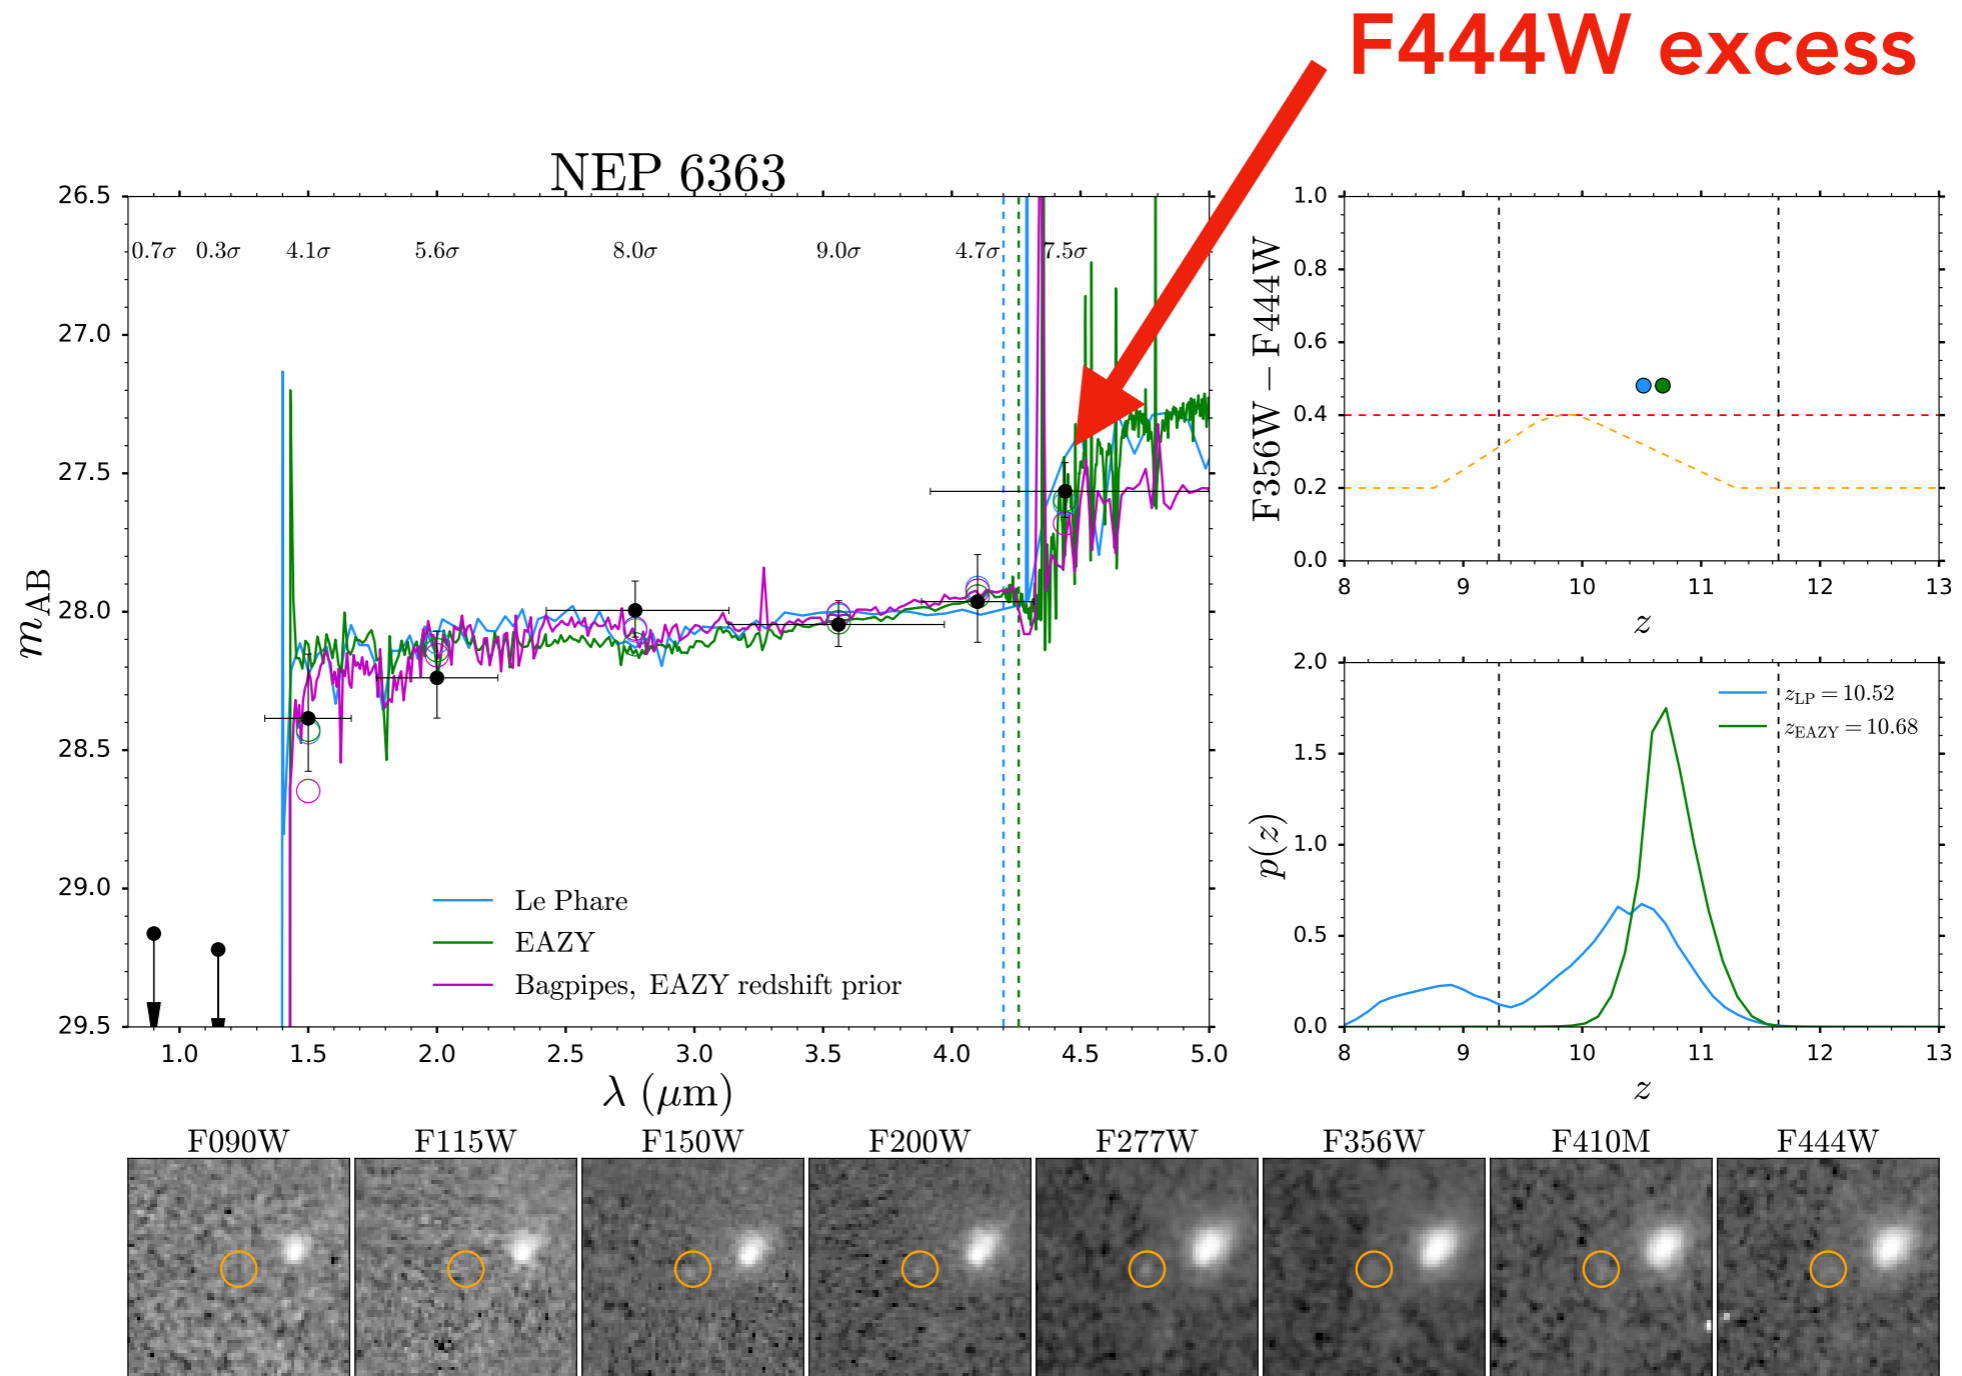 F444W excess
NEP 6363
0.7σ 0.3σ 4.1σ 5.6σ 8.0σ 9.0σ 4.7σ 7.5σ
26.5
27.0
27.5
28.0
28.5
29.0
29.5
m_AB
Le Phare
EAZY
Bagpipes, EAZY redshift prior
1.0 1.5 2.0 2.5 3.0 3.5 4.0 4.5 5.0
λ (μm)
1.0
0.8
0.6
0.4
0.2
0.0
F356W − F444W
8 9 10 11 12 13
z
2.0
1.5
1.0
0.5
0.0
p(z)
z_LP = 10.52
z_EAZY = 10.68
8 9 10 11 12 13
z
F090W F115W F150W F200W F277W F356W F410M F444W